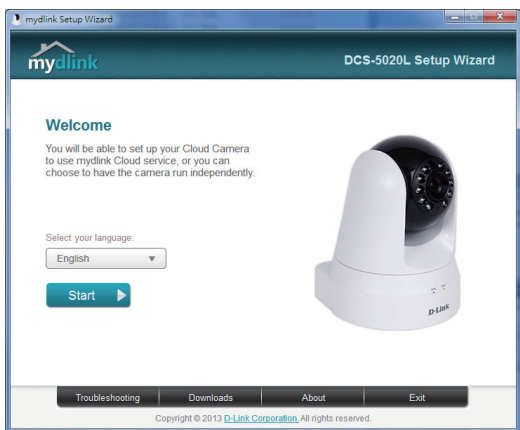 mydlink Setup Wizard
mydlink
DCS-5020L Setup Wizard
Welcome
You will be able to set up your Cloud Camera
to use mydlink Cloud service, or you can
choose to have the camera run independently.
Select your language:
English
Start
D-Link
Troubleshooting Downloads About Exit
Copyright © 2013 D-Link Corporation. All rights reserved.